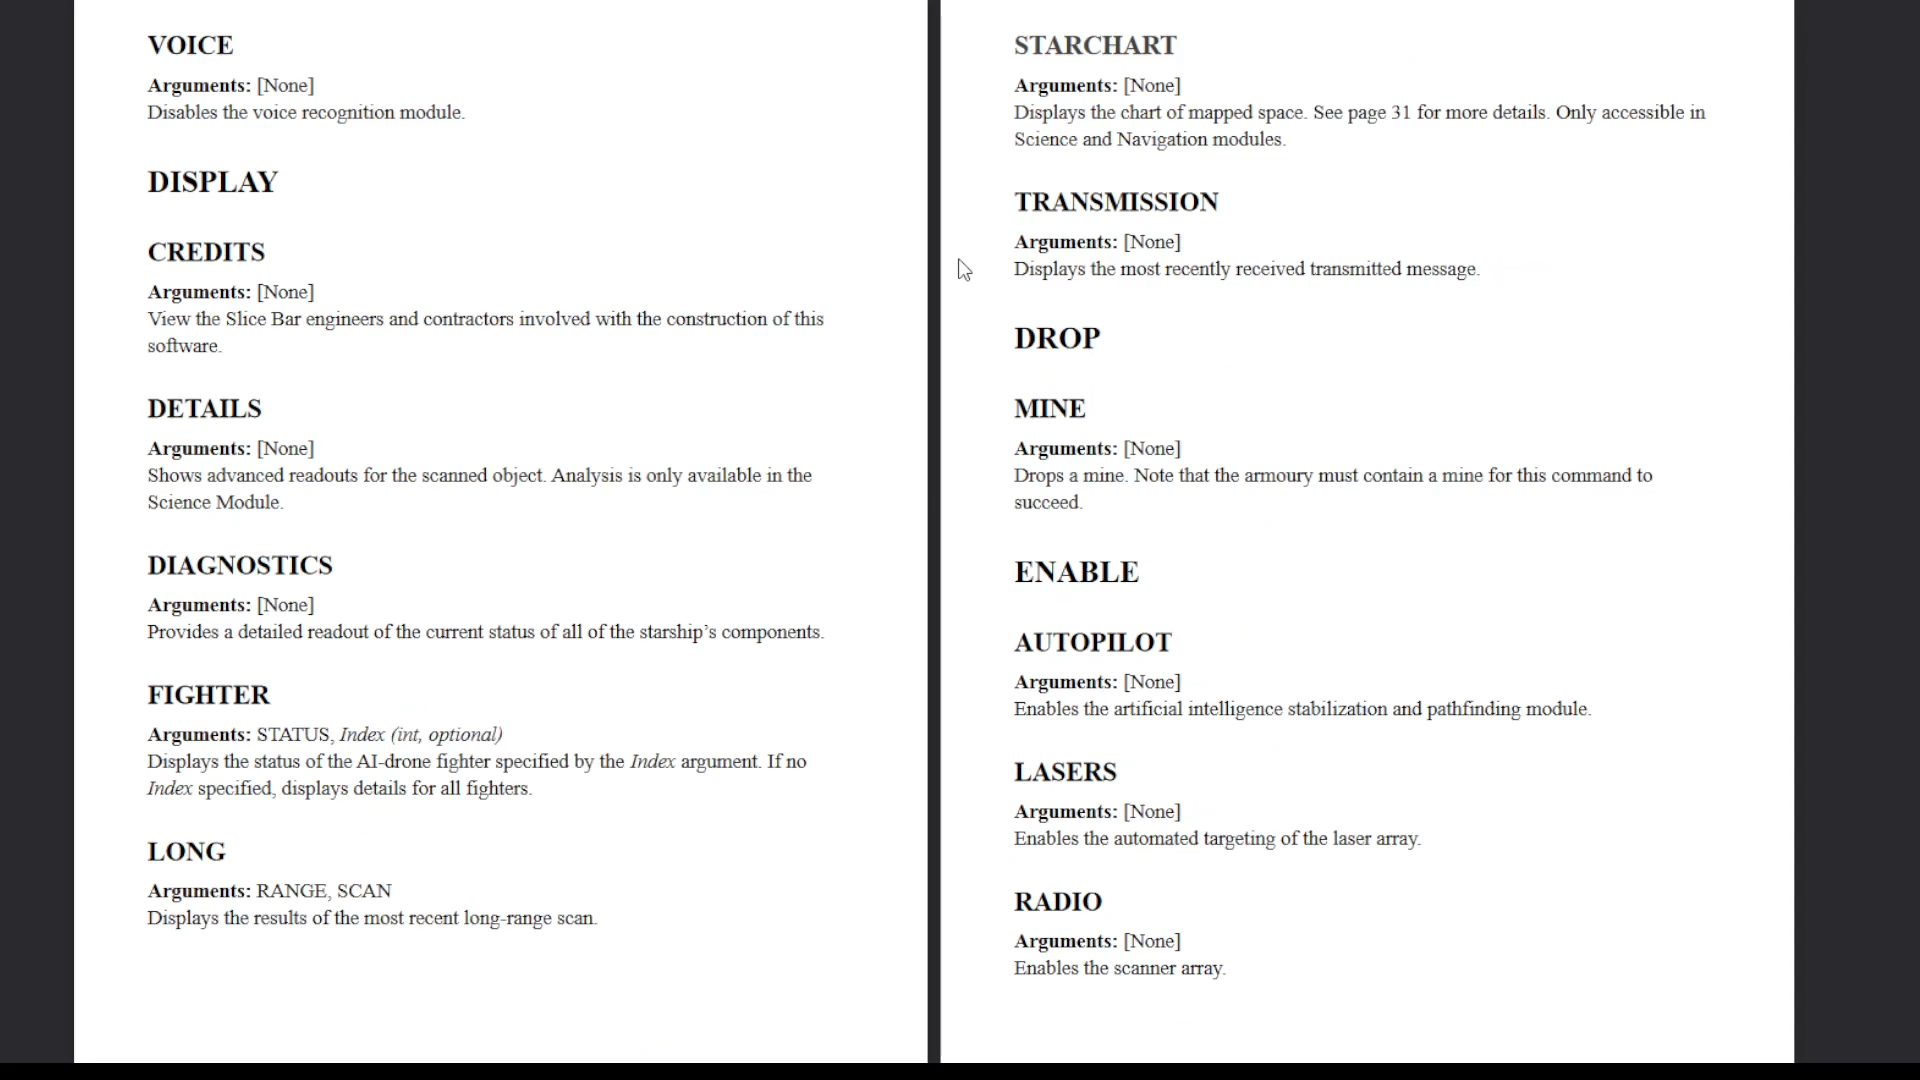 VOICE
Arguments: [None]
Disables the voice recognition module.
DISPLAY
CREDITS
Arguments: [None]
View the Slice Bar engineers and contractors involved with the construction of this
software.
DETAILS
Arguments: [None]
Shows advanced readouts for the scanned object. Analysis is only available in the
Science Module.
DIAGNOSTICS
Arguments: [None]
Provides a detailed readout of the current status of all of the starship’s components.
FIGHTER
Arguments: STATUS, Index (int, optional)
Displays the status of the AI-drone fighter specified by the Index argument. If no
Index specified, displays details for all fighters.
LONG
Arguments: RANGE, SCAN
Displays the results of the most recent long-range scan.
STARCHART
Arguments: [None]
Displays the chart of mapped space. See page 31 for more details. Only accessible in
Science and Navigation modules.
TRANSMISSION
Arguments: [None]
Displays the most recently received transmitted message.
DROP
MINE
Arguments: [None]
Drops a mine. Note that the armoury must contain a mine for this command to
succeed.
ENABLE
AUTOPILOT
Arguments: [None]
Enables the artificial intelligence stabilization and pathfinding module.
LASERS
Arguments: [None]
Enables the automated targeting of the laser array.
RADIO
Arguments: [None]
Enables the scanner array.